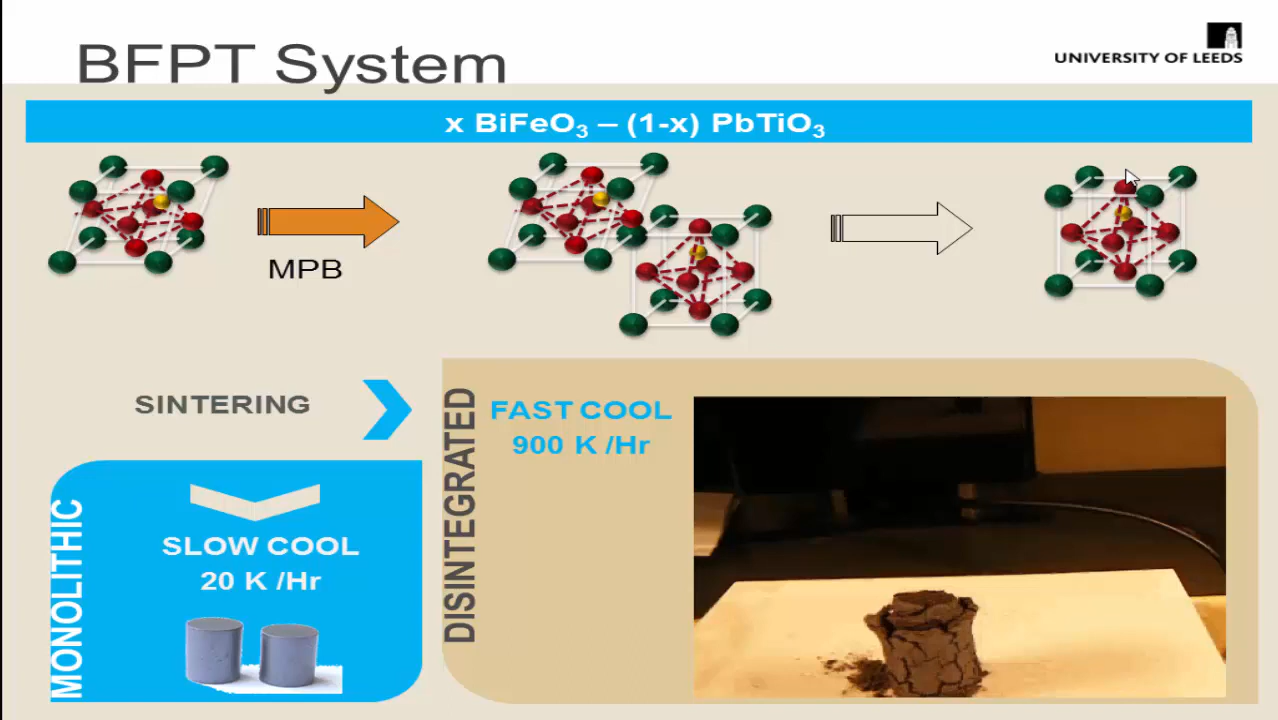 BFPT System
UNIVERSITY OF LEEDS
x BiFeO₃ – (1-x) PbTiO₃
MPB
SINTERING
MONOLITHIC
SLOW COOL
20 K /Hr
DISINTEGRATED
FAST COOL
900 K /Hr